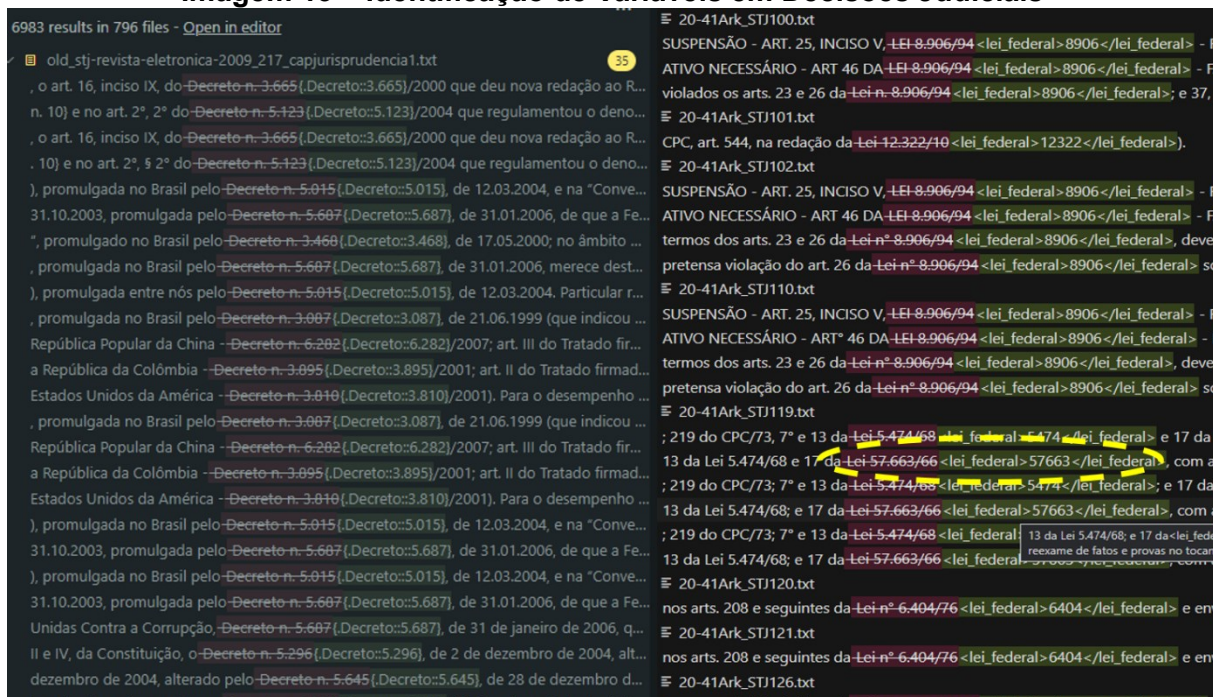 Imagem 10 - Identificação de Variáveis em Decisões Judiciais
6983 results in 796 files - Open in editor
old_stj-revista-eletronica-2009_217_capjurisprudencia1.txt 35
, o art. 16, inciso IX, do Decreto n. 3.665{.Decreto::3.665}/2000 que deu nova redação ao R...
n. 10} e no art. 2°, 2° do Decreto n. 5.123{.Decreto::5.123}/2004 que regulamentou o deno...
, o art. 16, inciso IX, do Decreto n. 3.665{.Decreto::3.665}/2000 que deu nova redação ao R...
. 10) e no art. 2°, § 2° do Decreto n. 5.123{.Decreto::5.123}/2004 que regulamentou o deno...
), promulgada no Brasil pelo Decreto n. 5.015{.Decreto::5.015}, de 12.03.2004, e na “Conve...
31.10.2003, promulgada pelo Decreto n. 5.687{.Decreto::5.687}, de 31.01.2006, de que a Fe...
“, promulgado no Brasil pelo Decreto n. 3.468{.Decreto::3.468}, de 17.05.2000; no âmbito ...
, promulgada no Brasil pelo Decreto n. 5.687{.Decreto::5.687}, de 31.01.2006, merece dest...
), promulgada entre nós pelo Decreto n. 5.015{.Decreto::5.015}, de 12.03.2004. Particular r...
, promulgada no Brasil pelo Decreto n. 3.087{.Decreto::3.087}, de 21.06.1999 (que indicou ...
República Popular da China - Decreto n. 6.282{.Decreto::6.282}/2007; art. III do Tratado fir...
a República da Colômbia - Decreto n. 3.895{.Decreto::3.895}/2001; art. II do Tratado firmad...
Estados Unidos da América - Decreto n. 3.810{.Decreto::3.810}/2001). Para o desempenho ...
, promulgada no Brasil pelo Decreto n. 3.087{.Decreto::3.087}, de 21.06.1999 (que indicou ...
República Popular da China - Decreto n. 6.282{.Decreto::6.282}/2007; art. III do Tratado fir...
a República da Colômbia - Decreto n. 3.895{.Decreto::3.895}/2001; art. II do Tratado firmad...
Estados Unidos da América - Decreto n. 3.810{.Decreto::3.810}/2001). Para o desempenho ...
), promulgada no Brasil pelo Decreto n. 5.015{.Decreto::5.015}, de 12.03.2004, e na “Conve...
31.10.2003, promulgada pelo Decreto n. 5.687{.Decreto::5.687}, de 31.01.2006, de que a Fe...
), promulgada no Brasil pelo Decreto n. 5.015{.Decreto::5.015}, de 12.03.2004, e na “Conve...
31.10.2003, promulgada pelo Decreto n. 5.687{.Decreto::5.687}, de 31.01.2006, de que a Fe...
Unidas Contra a Corrupção, Decreto n. 5.687{.Decreto::5.687}, de 31 de janeiro de 2006, q...
II e IV, da Constituição, o Decreto n. 5.296{.Decreto::5.296}, de 2 de dezembro de 2004, alt...
dezembro de 2004, alterado pelo Decreto n. 5.645{.Decreto::5.645}, de 28 de dezembro d...
20-41Ark_STJ100.txt
SUSPENSÃO - ART. 25, INCISO V, LEI 8.906/94 <lei_federal>8906</lei_federal> - F
ATIVO NECESSÁRIO - ART 46 DA LEI 8.906/94 <lei_federal>8906</lei_federal> - F
violados os arts. 23 e 26 da Lei n. 8.906/94 <lei_federal>8906</lei_federal>; e 37,
20-41Ark_STJ101.txt
CPC, art. 544, na redação da Lei 12.322/10 <lei_federal>12322</lei_federal>).
20-41Ark_STJ102.txt
SUSPENSÃO - ART. 25, INCISO V, LEI 8.906/94 <lei_federal>8906</lei_federal> - F
ATIVO NECESSÁRIO - ART 46 DA LEI 8.906/94 <lei_federal>8906</lei_federal> - F
termos dos arts. 23 e 26 da Lei n° 8.906/94 <lei_federal>8906</lei_federal>, deve
pretensa violação do art. 26 da Lei n° 8.906/94 <lei_federal>8906</lei_federal> so
20-41Ark_STJ110.txt
SUSPENSÃO - ART. 25, INCISO V, LEI 8.906/94 <lei_federal>8906</lei_federal> - F
ATIVO NECESSÁRIO - ART° 46 DA LEI 8.906/94 <lei_federal>8906</lei_federal> -
termos dos arts. 23 e 26 da Lei n° 8.906/94 <lei_federal>8906</lei_federal>, deve
pretensa violação do art. 26 da Lei n° 8.906/94 <lei_federal>8906</lei_federal> so
20-41Ark_STJ119.txt
; 219 do CPC/73, 7° e 13 da Lei 5.474/68 <lei_federal>5474</lei_federal> e 17 da
13 da Lei 5.474/68 e 17 da Lei 57.663/66 <lei_federal>57663</lei_federal>, com a
; 219 do CPC/73; 7° e 13 da Lei 5.474/68 <lei_federal>5474</lei_federal>; e 17 da
13 da Lei 5.474/68; e 17 da Lei 57.663/66 <lei_federal>57663</lei_federal>, com a
; 219 do CPC/73; 7° e 13 da Lei 5.474/68 <lei_federal
13 da Lei 5.474/68; e 17 da<lei_fede
reexame de fatos e provas no tocan
13 da Lei 5.474/68; e 17 da Lei 57.663/66 <lei_federal
20-41Ark_STJ120.txt
nos arts. 208 e seguintes da Lei n° 6.404/76 <lei_federal>6404</lei_federal> e env
20-41Ark_STJ121.txt
nos arts. 208 e seguintes da Lei n° 6.404/76 <lei_federal>6404</lei_federal> e env
20-41Ark_STJ126.txt